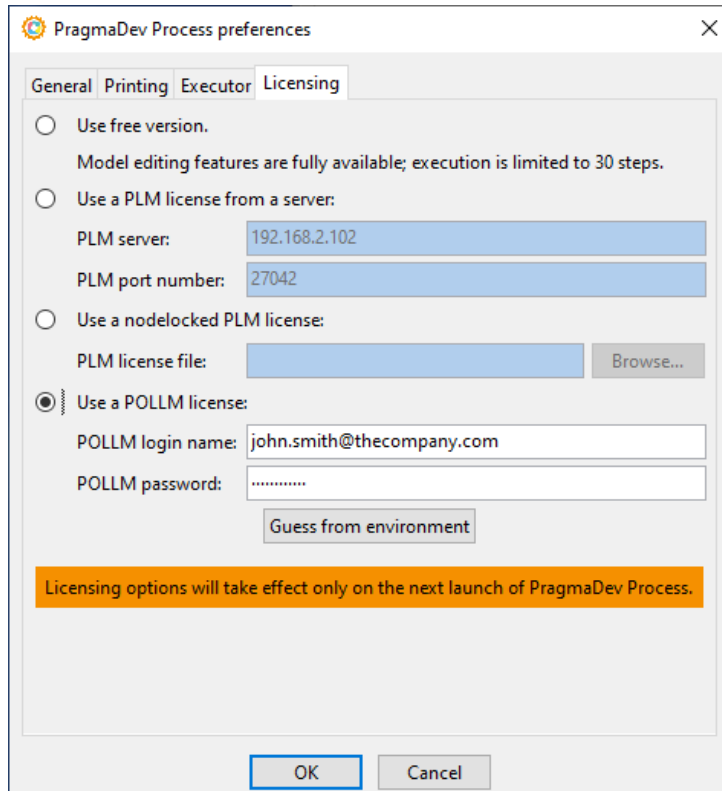 PragmaDev Process preferences
General Printing Executor Licensing
Use free version.
Model editing features are fully available; execution is limited to 30 steps.
Use a PLM license from a server:
PLM server: 192.168.2.102
PLM port number: 27042
Use a nodelocked PLM license:
PLM license file: Browse...
Use a POLLM license:
POLLM login name: john.smith@thecompany.com
POLLM password: ············
Guess from environment
Licensing options will take effect only on the next launch of PragmaDev Process.
OK Cancel